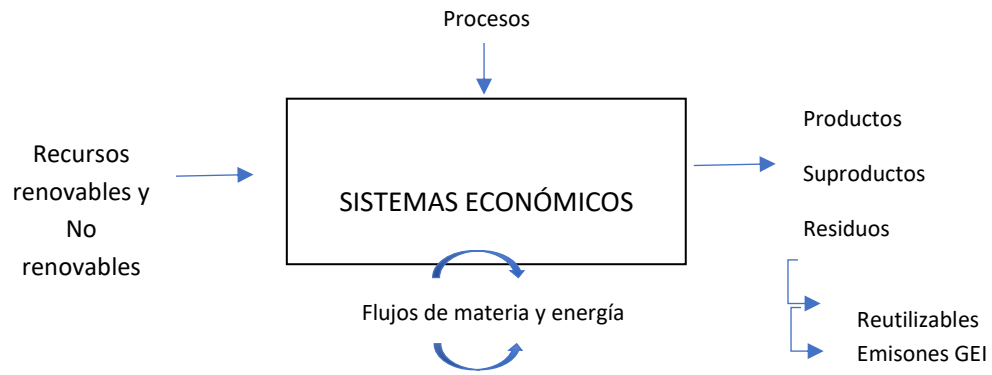 Procesos
Recursos
renovables y
No
renovables
SISTEMAS ECONÓMICOS
Productos
Suproductos
Residuos
Flujos de materia y energía
Reutilizables
Emisones GEI